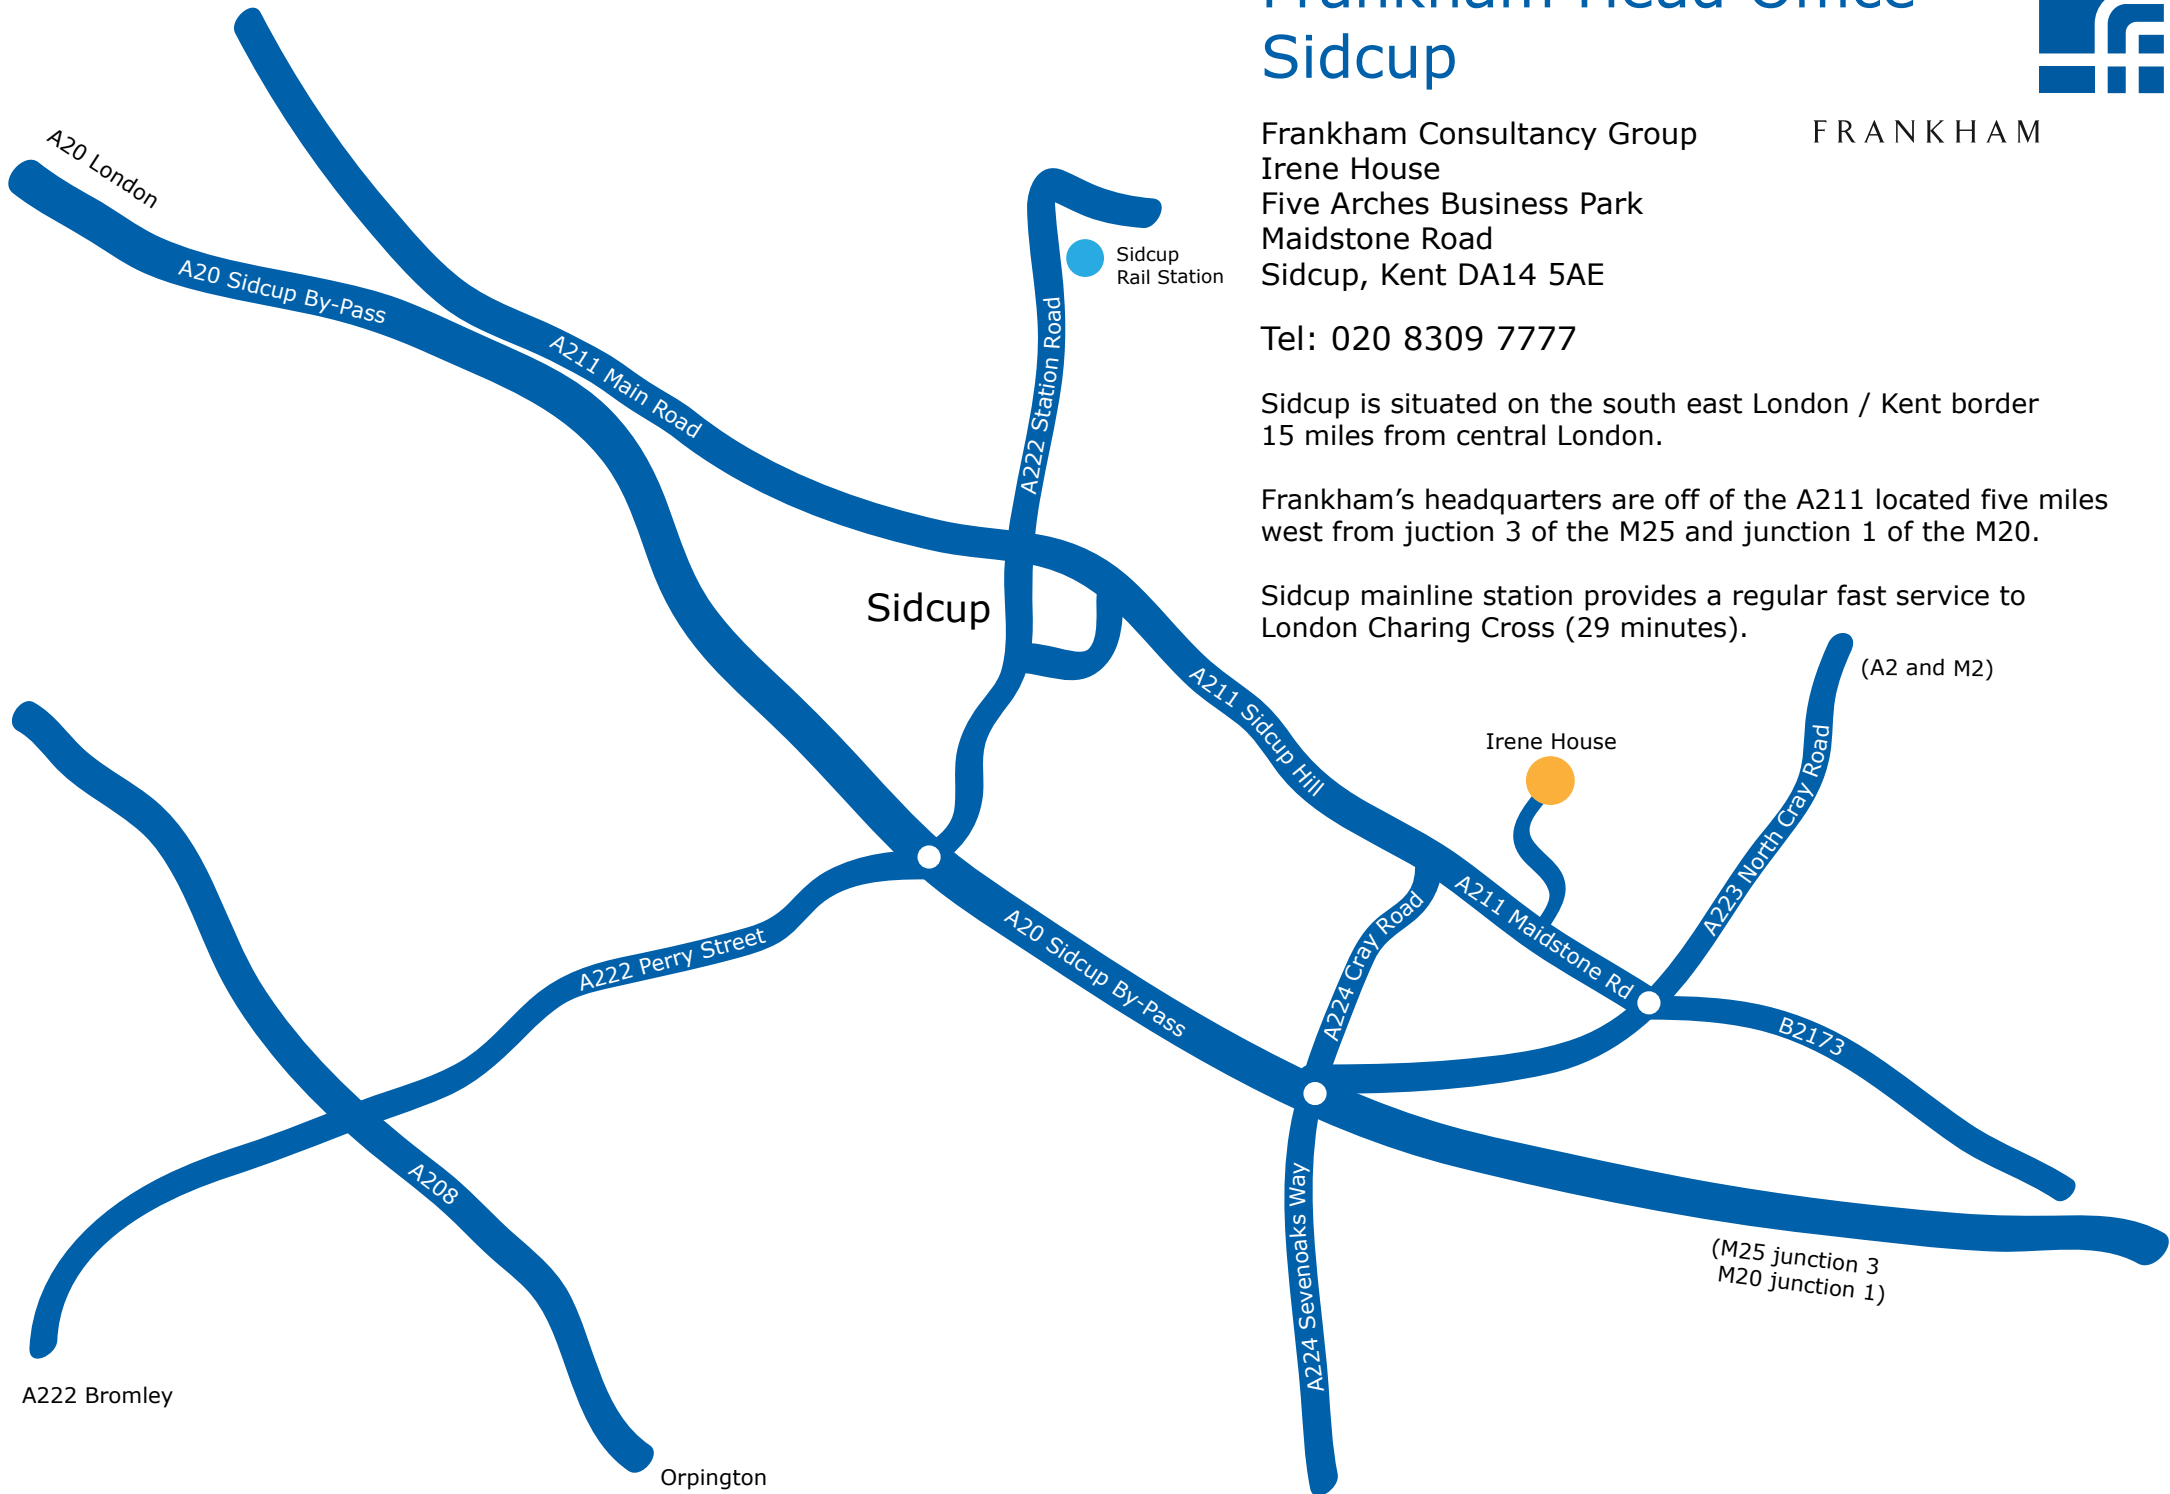 Frankham Head Office
Sidcup
FRANKHAM
Frankham Consultancy Group
Irene House
Five Arches Business Park
Maidstone Road
Sidcup, Kent DA14 5AE
Tel: 020 8309 7777
Sidcup is situated on the south east London / Kent border
15 miles from central London.
Frankham’s headquarters are off of the A211 located five miles
west from juction 3 of the M25 and junction 1 of the M20.
Sidcup mainline station provides a regular fast service to
London Charing Cross (29 minutes).
A20 London
A20 Sidcup By-Pass
A211 Main Road
A222 Station Road
Sidcup
Rail Station
Sidcup
A211 Sidcup Hill
Irene House
(A2 and M2)
A223 North Cray Road
A211 Maidstone Rd
A224 Cray Road
A222 Perry Street
A20 Sidcup By-Pass
B2173
A208
A224 Sevenoaks Way
(M25 junction 3
M20 junction 1)
A222 Bromley
Orpington